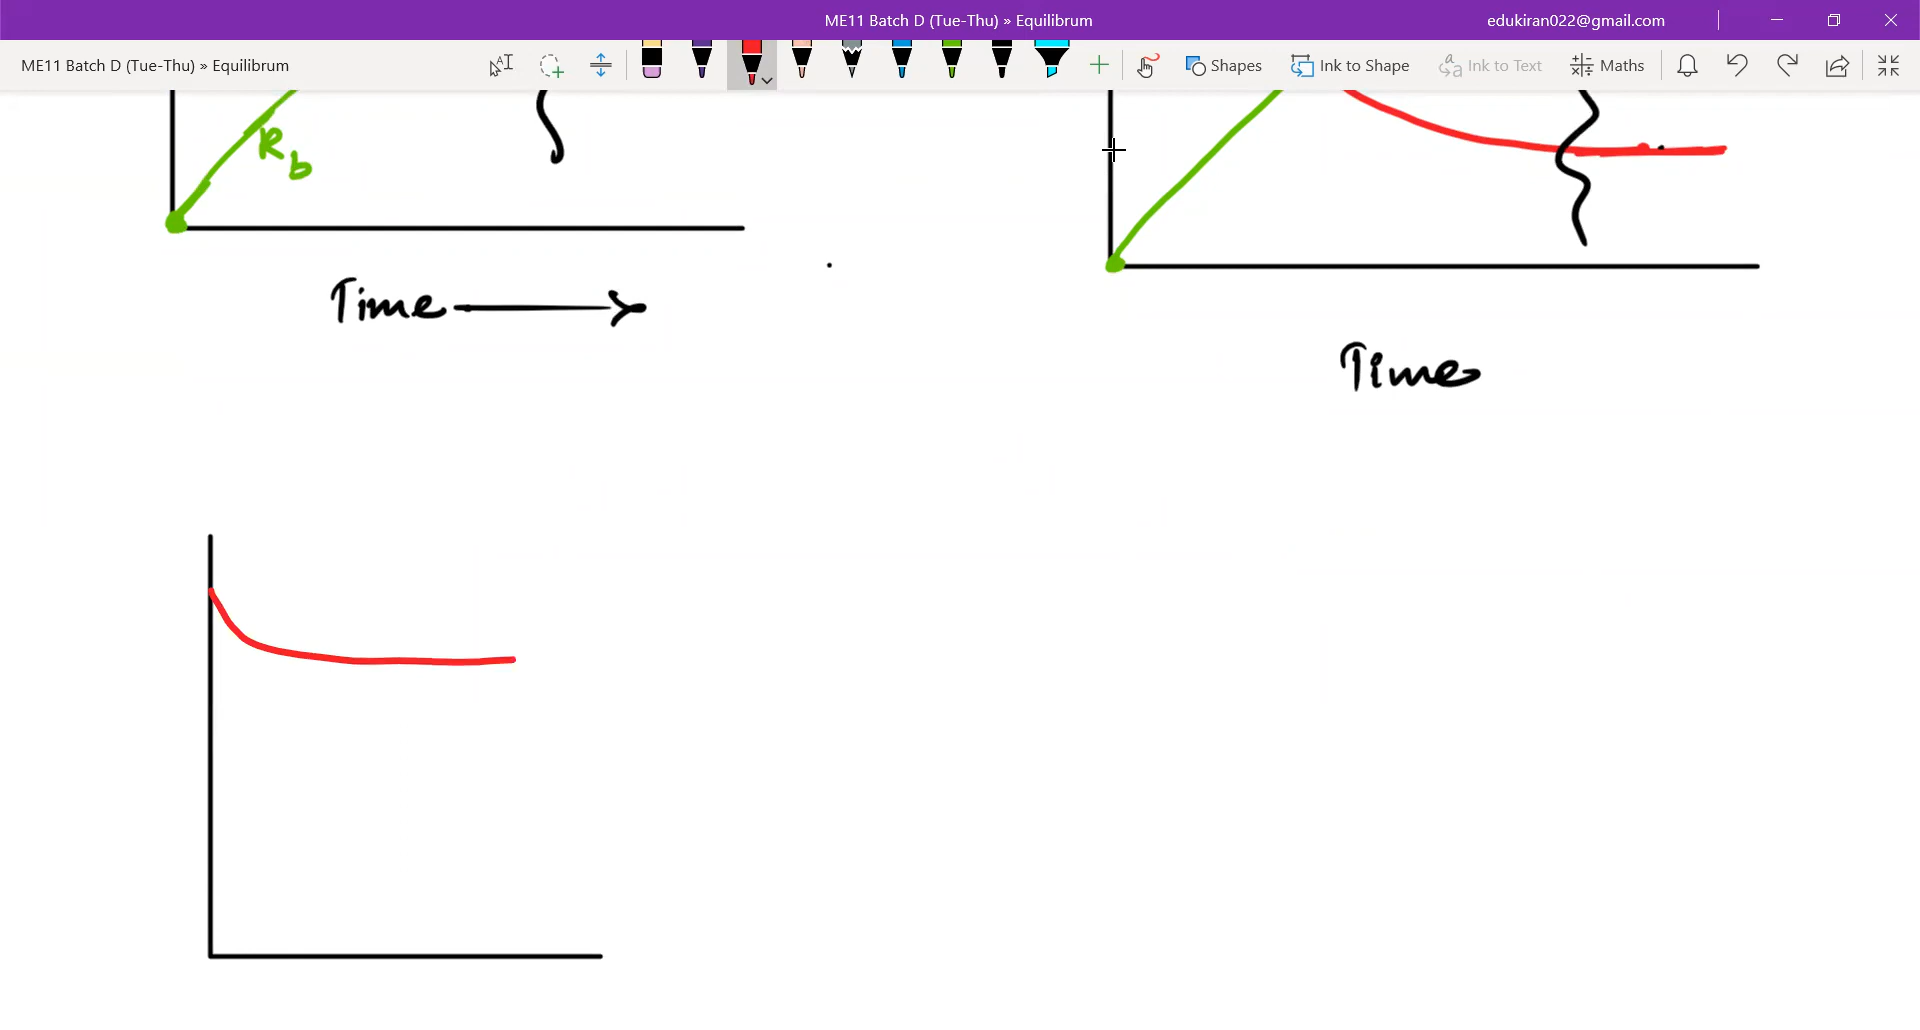 ME11 Batch D (Tue-Thu) » Equilibrum
edukiran022@gmail.com
ME11 Batch D (Tue-Thu) » Equilibrum
Shapes
Ink to Shape
Ink to Text
Maths
Rb
Time
Time